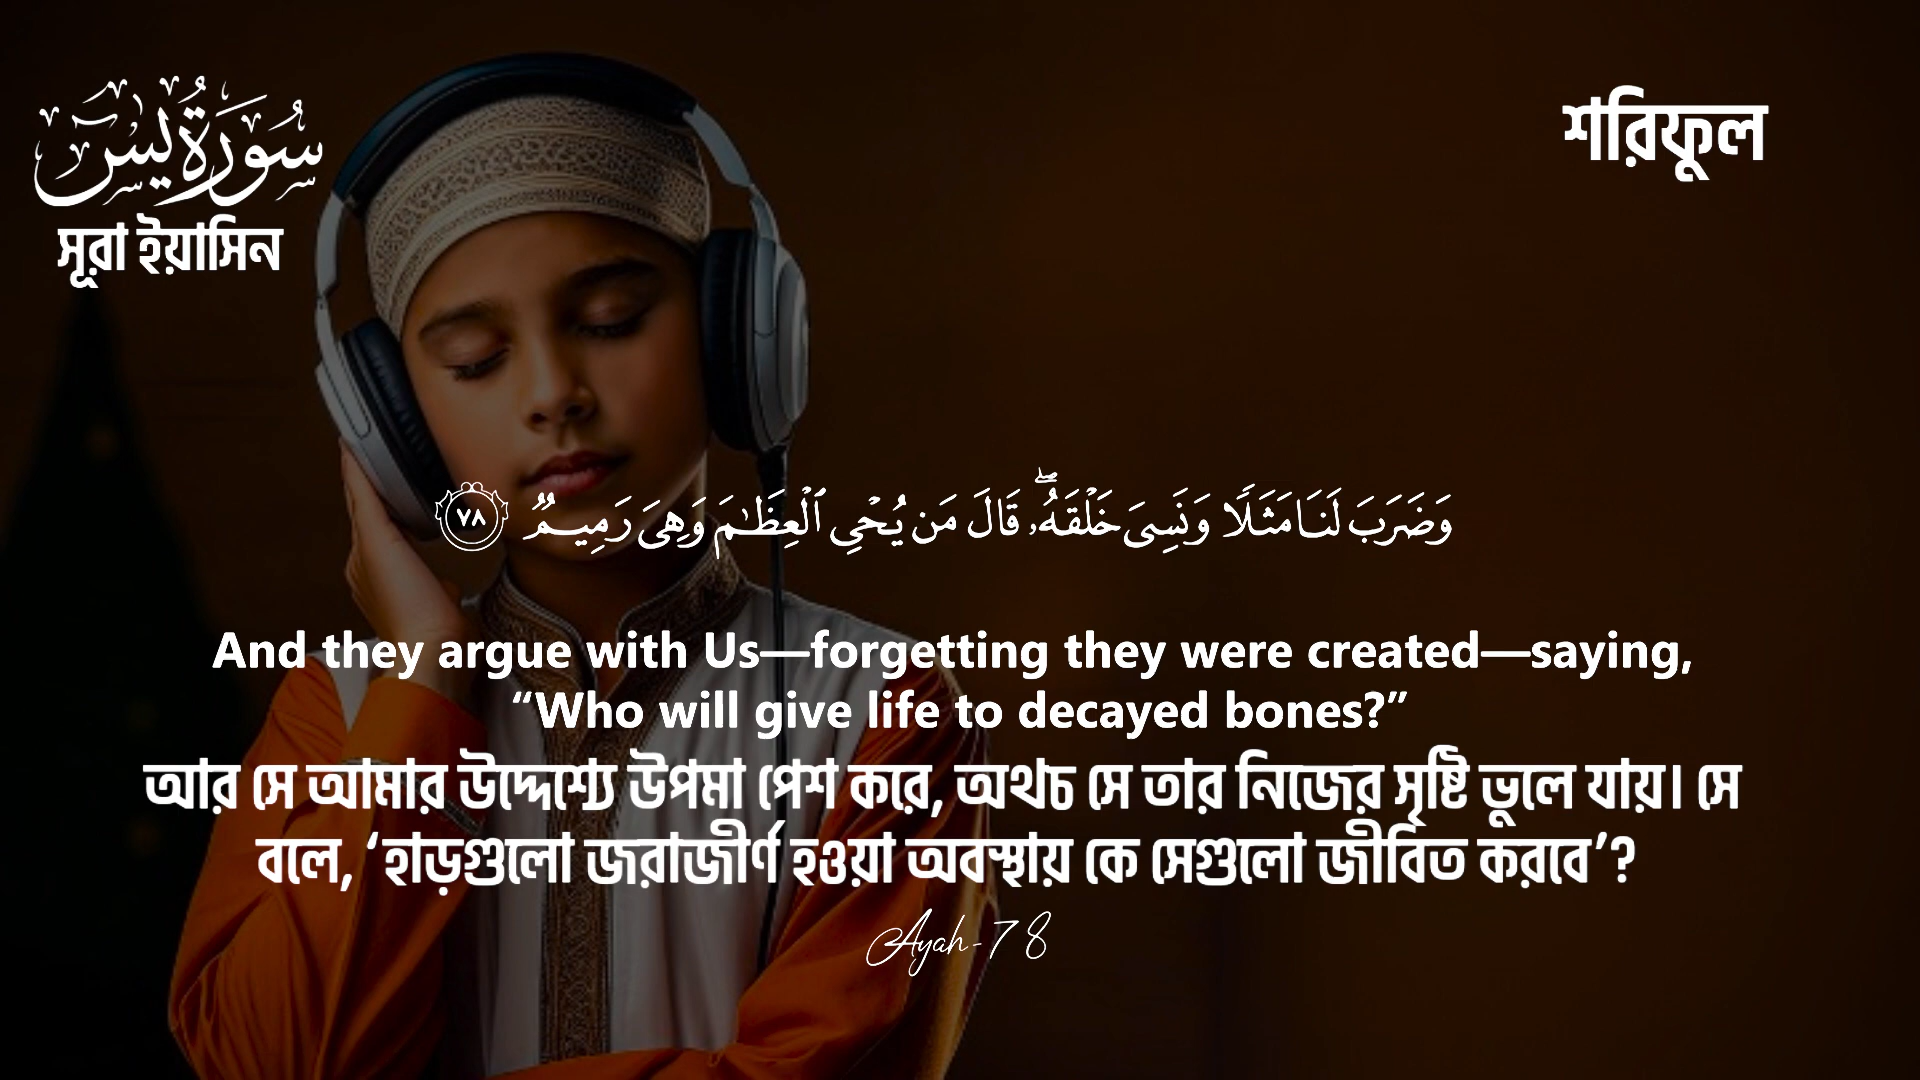 سُورَةُ يسٓ
সূরা ইয়াসিন
শরিফুল
وَضَرَبَ لَنَا مَثَلًا وَنَسِىَ خَلْقَهُۥۖ قَالَ مَن يُحْىِ ٱلْعِظَـٰمَ وَهِىَ رَمِيمٌۭ ٧٨
And they argue with Us—forgetting they were created—saying,
“Who will give life to decayed bones?”
আর সে আমার উদ্দেশ্যে উপমা পেশ করে, অথচ সে তার নিজের সৃষ্টি ভুলে যায়। সে
বলে, ‘হাড়গুলো জরাজীর্ণ হওয়া অবস্থায় কে সেগুলো জীবিত করবে’?
Ayah-78